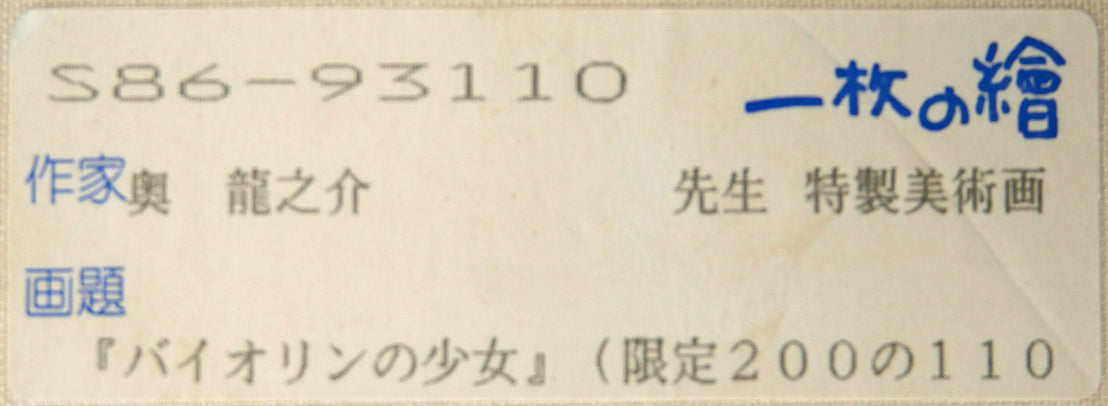 S86-93110 一枚の繪
作家 奥 龍之介 先生 特製美術画
画題
『バイオリンの少女』(限定200の110